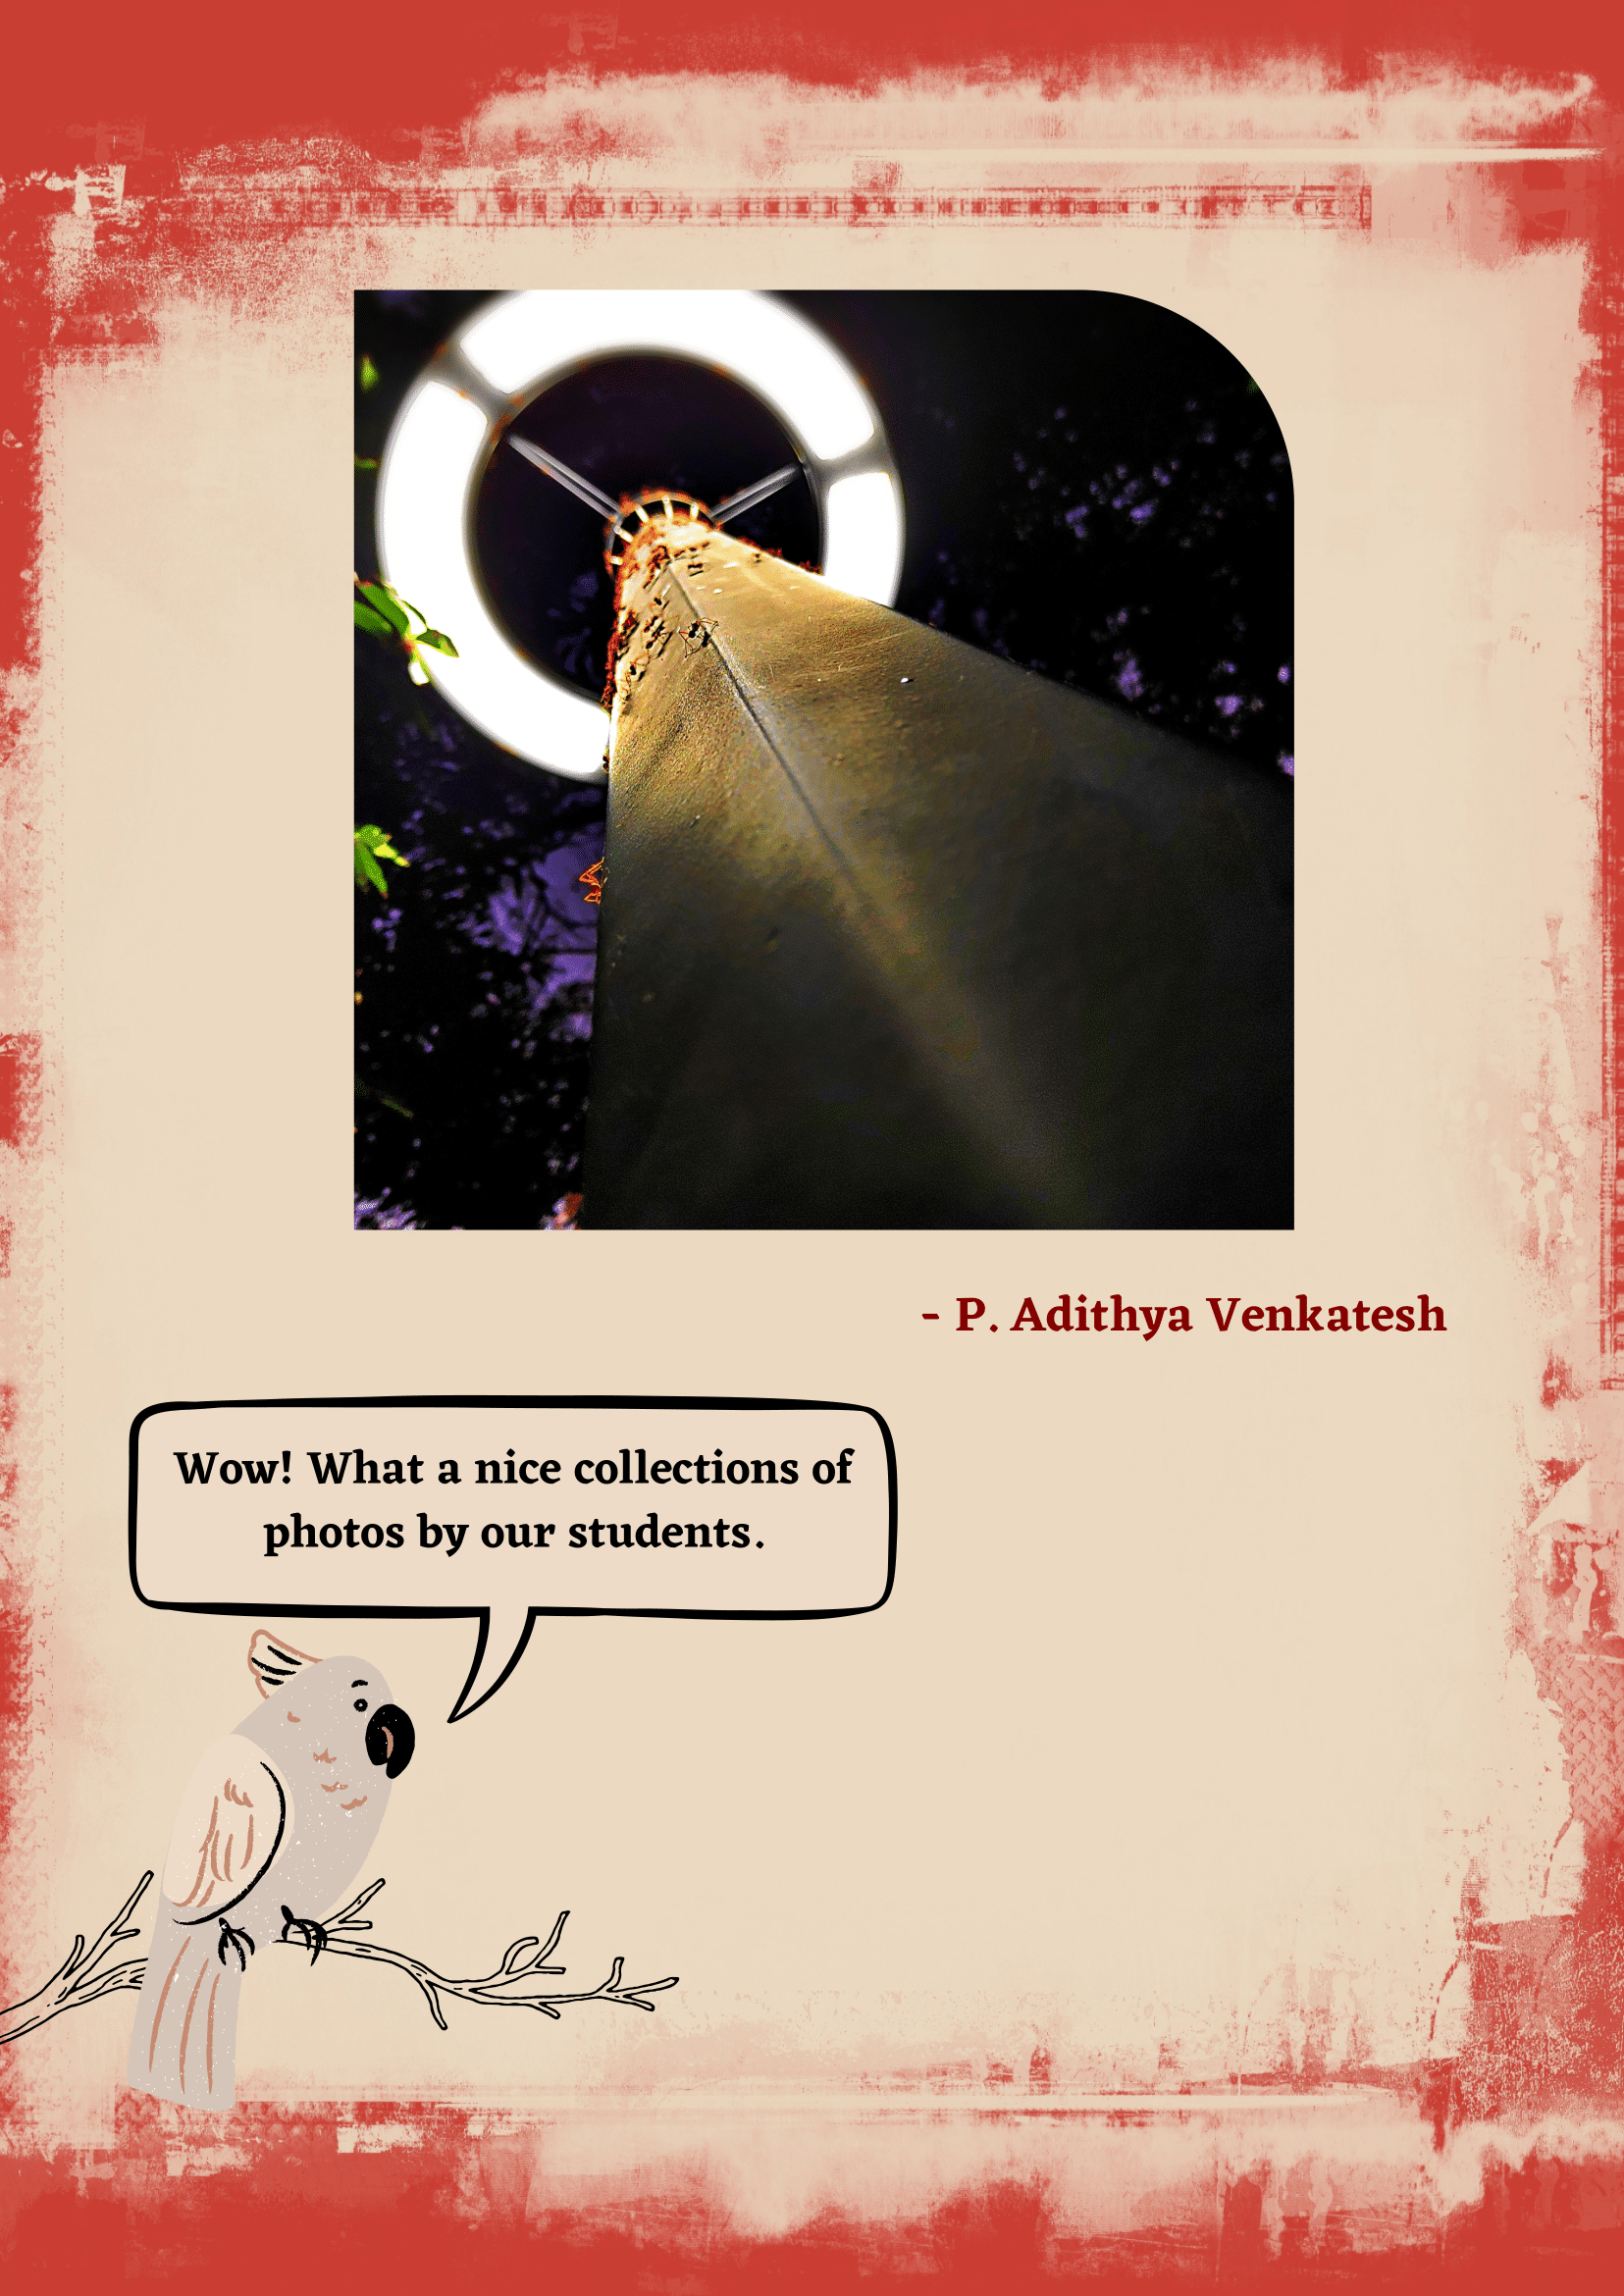 - P. Adithya Venkatesh
Wow! What a nice collections of
photos by our students.